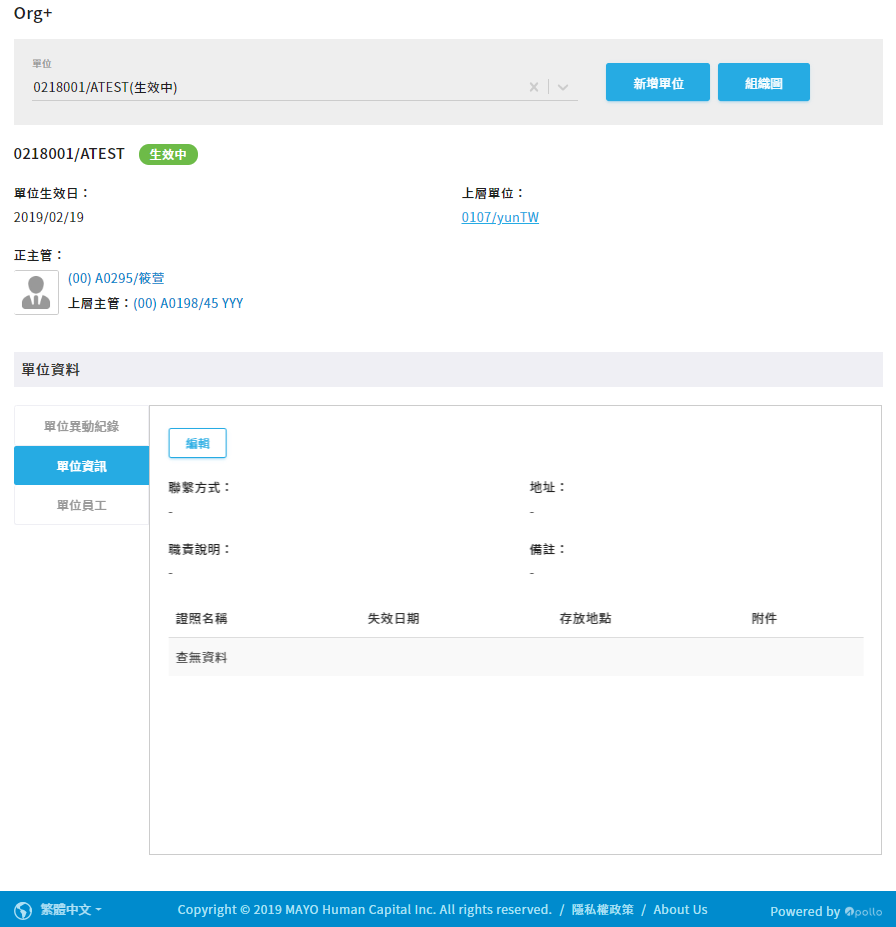 Org+
單位
0218001/ATEST(生效中)
新增單位
組織圖
0218001/ATEST 生效中
單位生效日：
2019/02/19
上層單位：
0107/yunTW
正主管：
(00) A0295/筱萱
上層主管：(00) A0198/45 YYY
單位資料
單位異動紀錄
單位資訊
單位員工
編輯
聯繫方式：
-
地址：
-
職責說明：
-
備註：
-
證照名稱 失效日期 存放地點 附件
查無資料
繁體中文
Copyright © 2019 MAYO Human Capital Inc. All rights reserved. / 隱私權政策 / About Us
Powered by Apollo